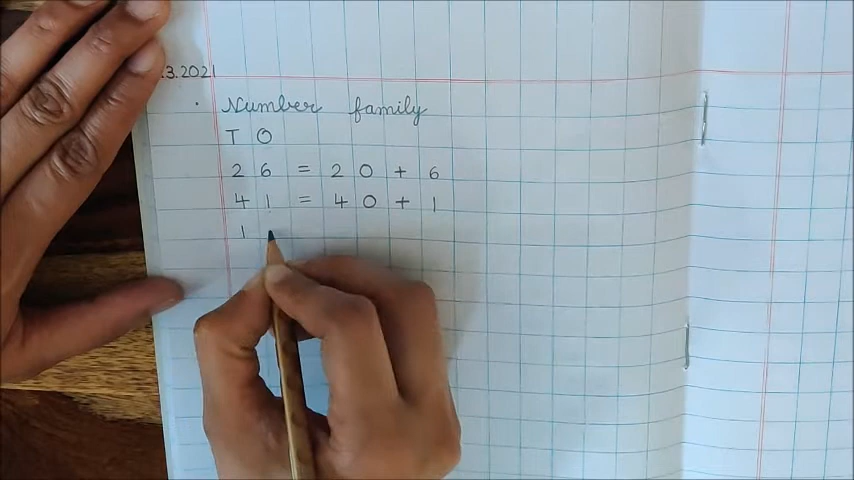 .3.2021
. Number family
T O
2 6 = 2 0 + 6
4 1 = 4 0 + 1
1